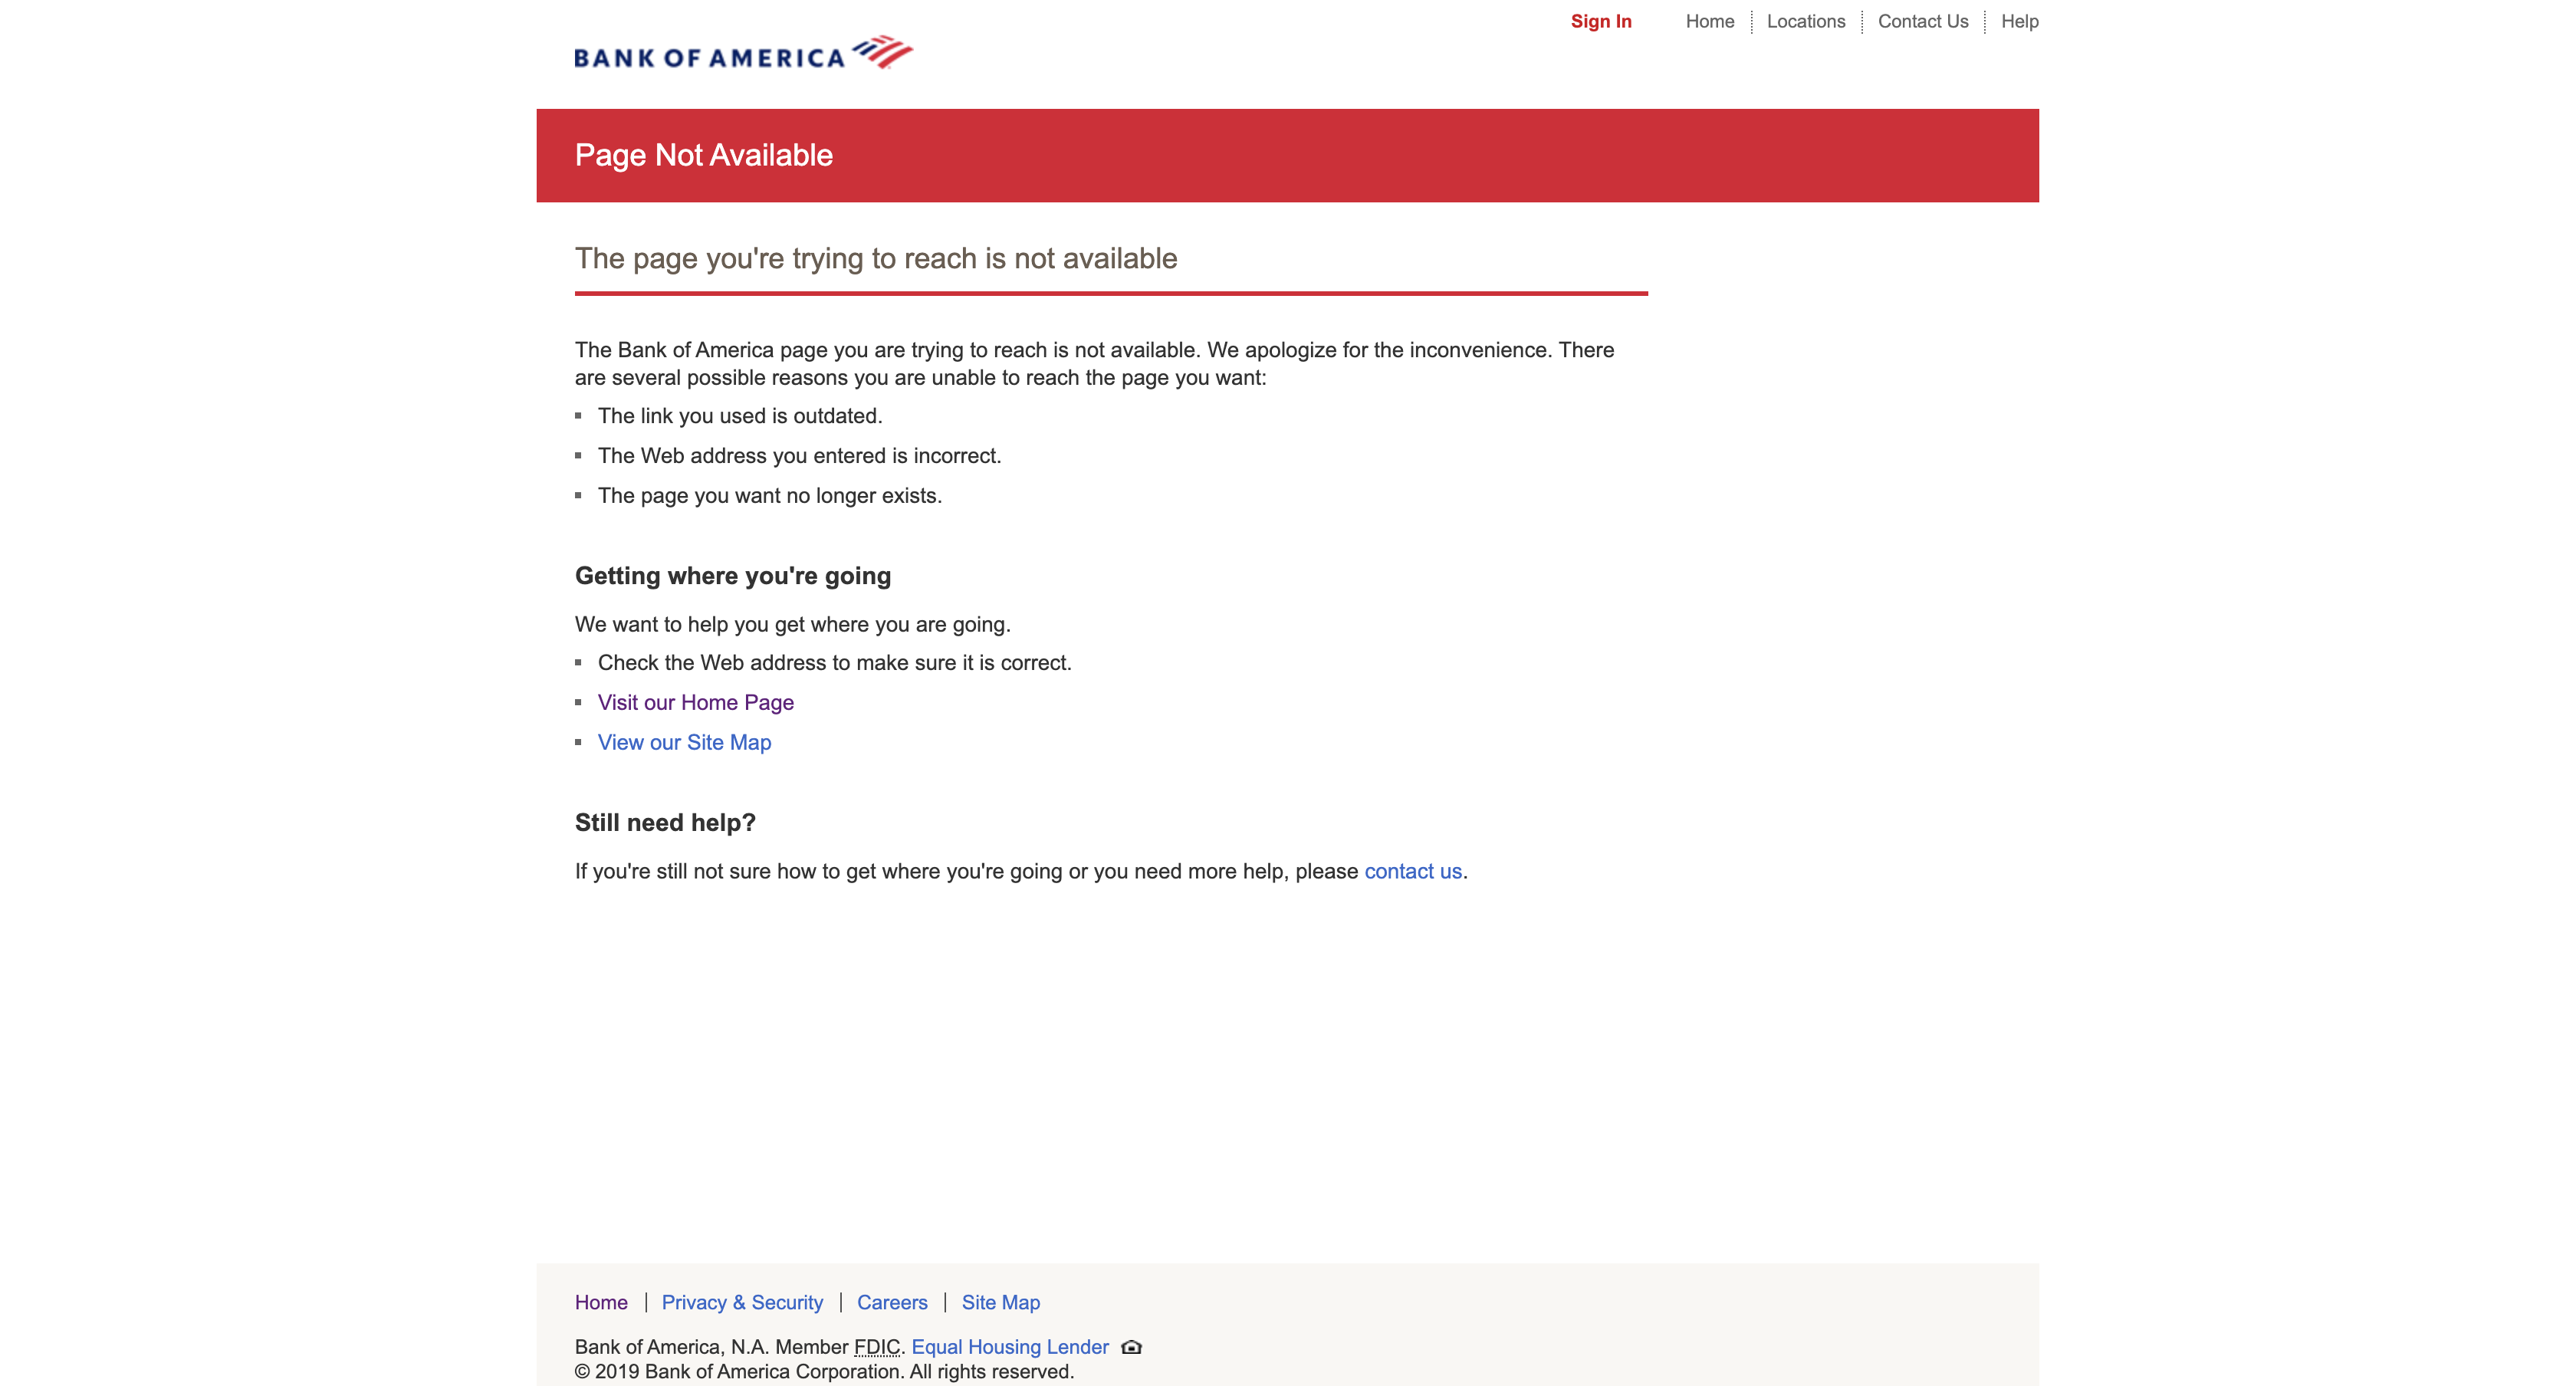 Sign In Home Locations Contact Us Help
BANK OF AMERICA
Page Not Available
The page you're trying to reach is not available
The Bank of America page you are trying to reach is not available. We apologize for the inconvenience. There
are several possible reasons you are unable to reach the page you want:
The link you used is outdated.
The Web address you entered is incorrect.
The page you want no longer exists.
Getting where you're going
We want to help you get where you are going.
Check the Web address to make sure it is correct.
Visit our Home Page
View our Site Map
Still need help?
If you're still not sure how to get where you're going or you need more help, please contact us.
Home | Privacy & Security | Careers | Site Map
Bank of America, N.A. Member FDIC. Equal Housing Lender
© 2019 Bank of America Corporation. All rights reserved.